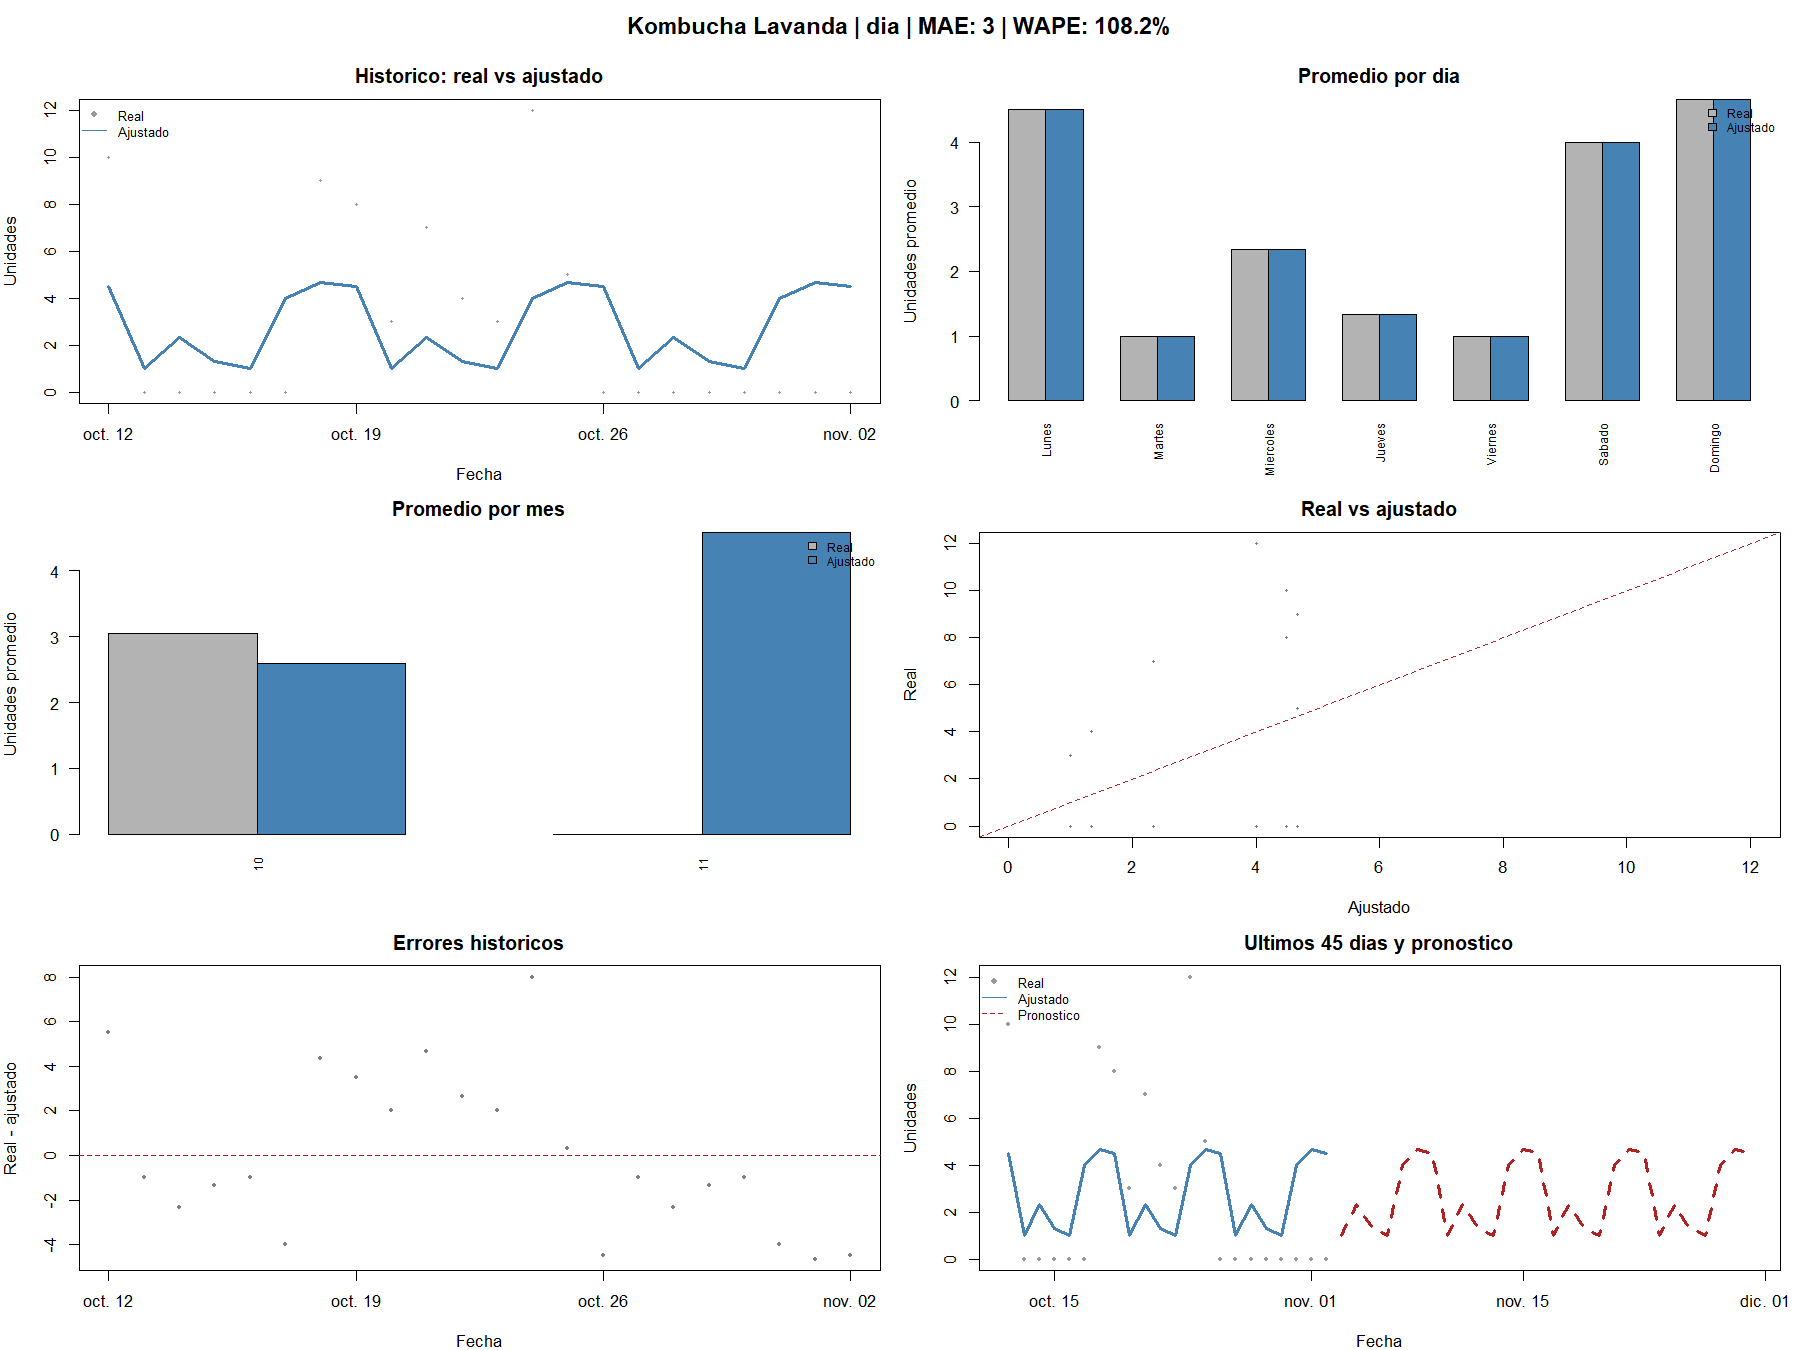 Kombucha Lavanda | dia | MAE: 3 | WAPE: 108.2%
Historico: real vs ajustado
Real
Ajustado
Unidades
0 2 4 6 8 10 12
oct. 12 oct. 19 oct. 26 nov. 02
Fecha
Promedio por dia
Real
Ajustado
Unidades promedio
0 1 2 3 4
Lunes Martes Miercoles Jueves Viernes Sabado Domingo
Promedio por mes
Real
Ajustado
Unidades promedio
0 1 2 3 4
10 11
Real vs ajustado
Real
0 2 4 6 8 10 12
0 2 4 6 8 10 12
Ajustado
Errores historicos
Real - ajustado
-4 -2 0 2 4 6 8
oct. 12 oct. 19 oct. 26 nov. 02
Fecha
Ultimos 45 dias y pronostico
Real
Ajustado
Pronostico
Unidades
0 2 4 6 8 10 12
oct. 15 nov. 01 nov. 15 dic. 01
Fecha